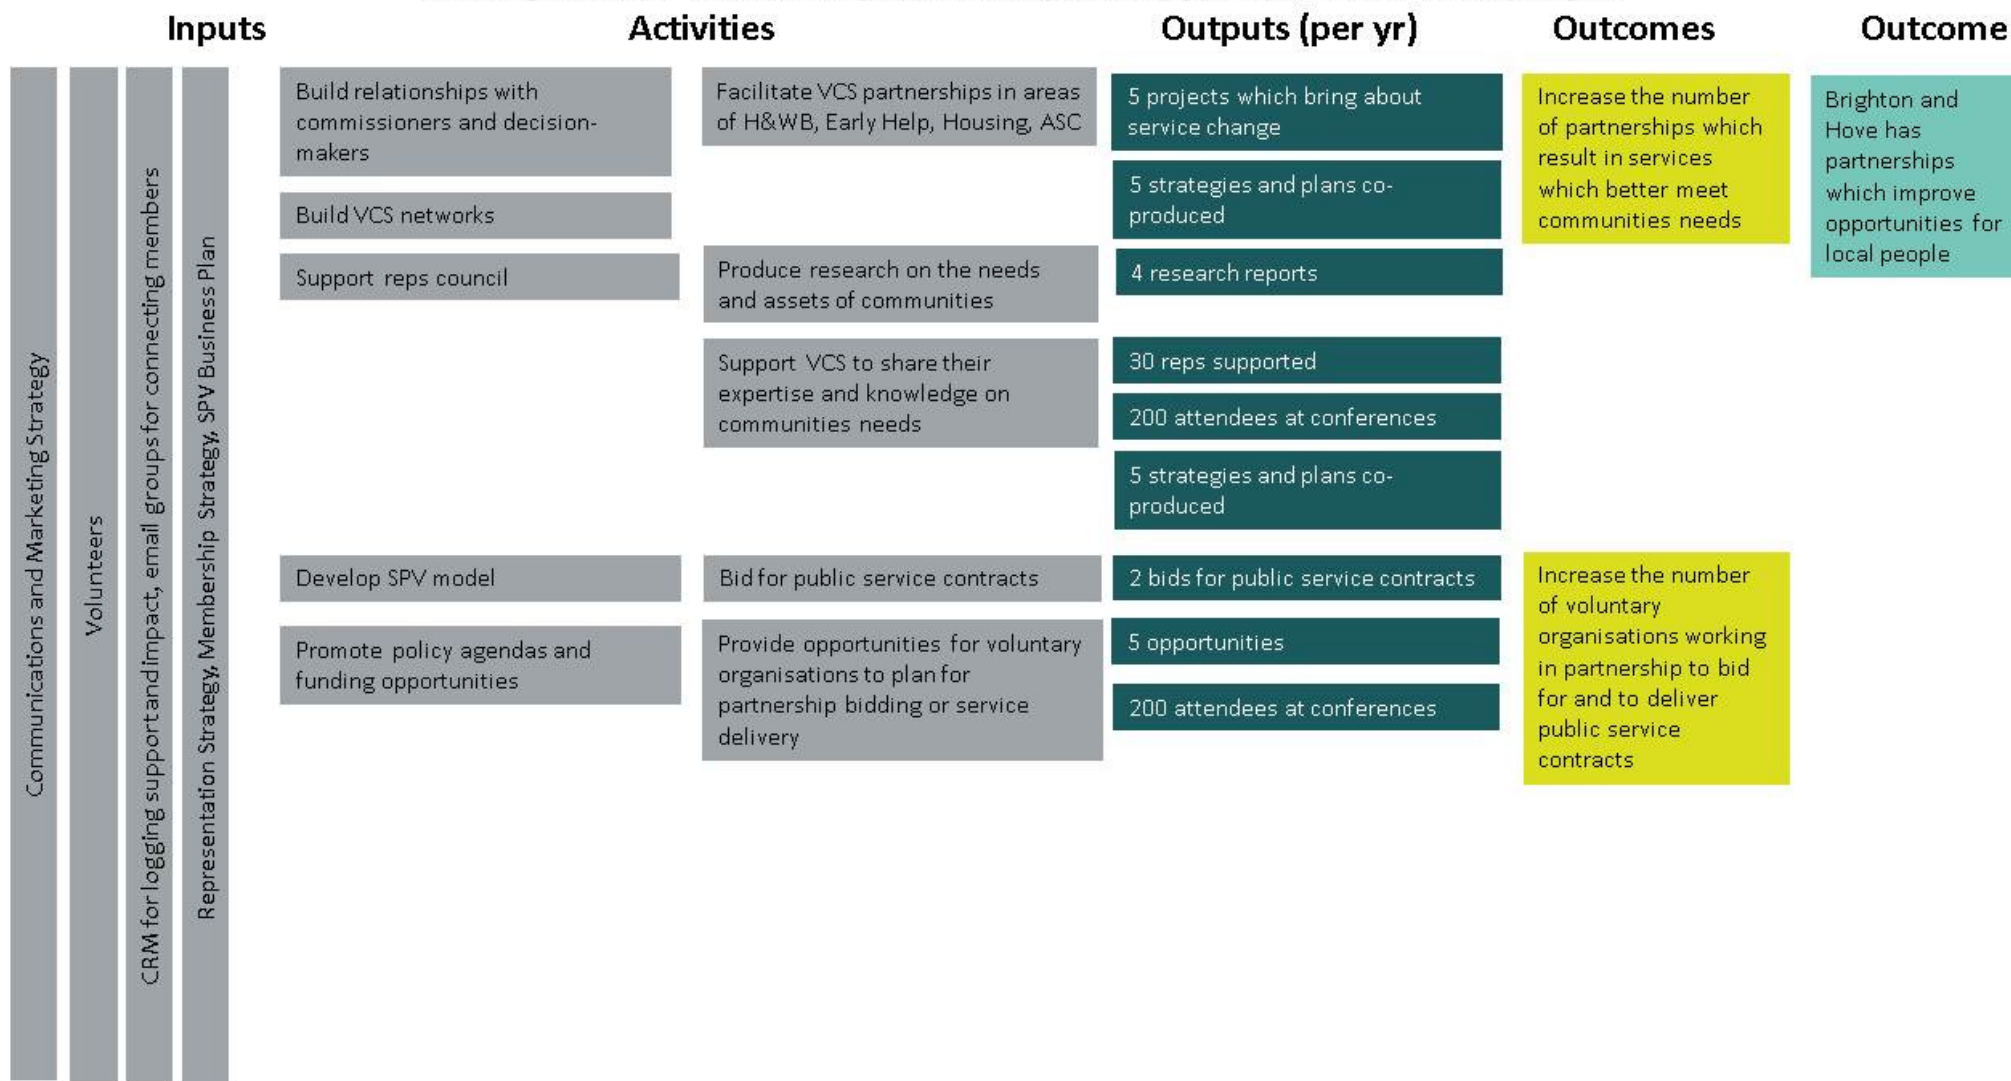 Inputs
Activities
Outputs (per yr)
Outcomes
Outcome
Communications and Marketing Strategy
Volunteers
CRM for logging support and impact, email groups for connecting members
Representation Strategy, Membership Strategy, SPV Business Plan
Build relationships with
commissioners and decision-
makers
Build VCS networks
Support reps council
Develop SPV model
Promote policy agendas and
funding opportunities
Facilitate VCS partnerships in areas
of H&WB, Early Help, Housing, ASC
Produce research on the needs
and assets of communities
Support VCS to share their
expertise and knowledge on
communities needs
Bid for public service contracts
Provide opportunities for voluntary
organisations to plan for
partnership bidding or service
delivery
5 projects which bring about
service change
5 strategies and plans co-
produced
4 research reports
30 reps supported
200 attendees at conferences
5 strategies and plans co-
produced
2 bids for public service contracts
5 opportunities
200 attendees at conferences
Increase the number
of partnerships which
result in services
which better meet
communities needs
Increase the number
of voluntary
organisations working
in partnership to bid
for and to deliver
public service
contracts
Brighton and
Hove has
partnerships
which improve
opportunities for
local people